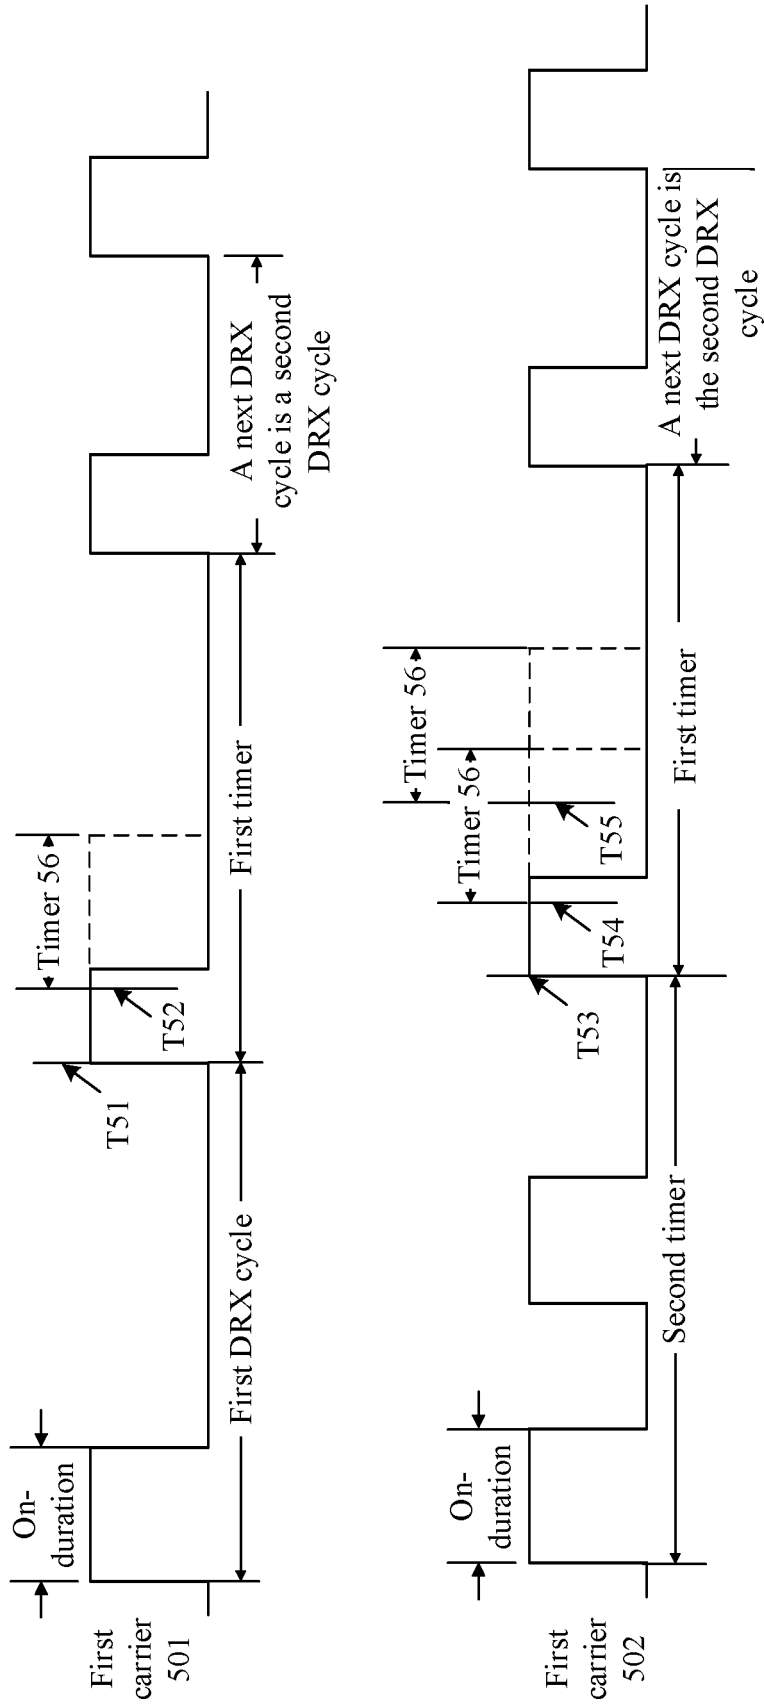 On-
duration
Timer 56
T51
T52
First
carrier
501
First DRX cycle
First timer
A next DRX
cycle is a second
DRX cycle
On-
duration
Timer 56
Timer 56
T53
T54
T55
First
carrier
502
Second timer
First timer
A next DRX cycle is
the second DRX
cycle